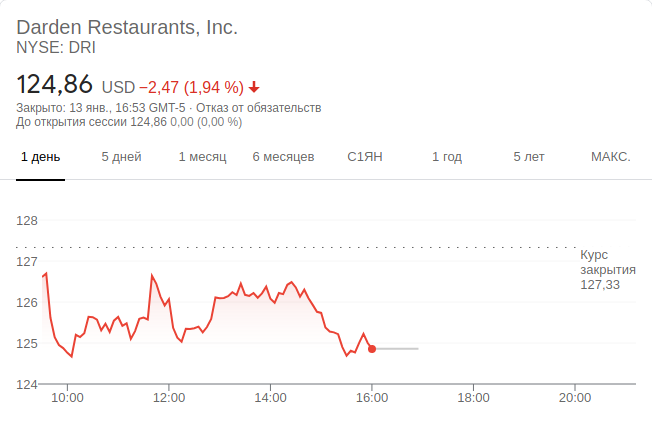 Darden Restaurants, Inc.
NYSE: DRI
124,86 USD −2,47 (1,94 %)
Закрыто: 13 янв., 16:53 GMT-5 · Отказ от обязательств
До открытия сессии 124,86 0,00 (0,00 %)
1 день 5 дней 1 месяц 6 месяцев С1ЯН 1 год 5 лет МАКС.
128
127
126
125
124
Курс
закрытия
127,33
10:00 12:00 14:00 16:00 18:00 20:00